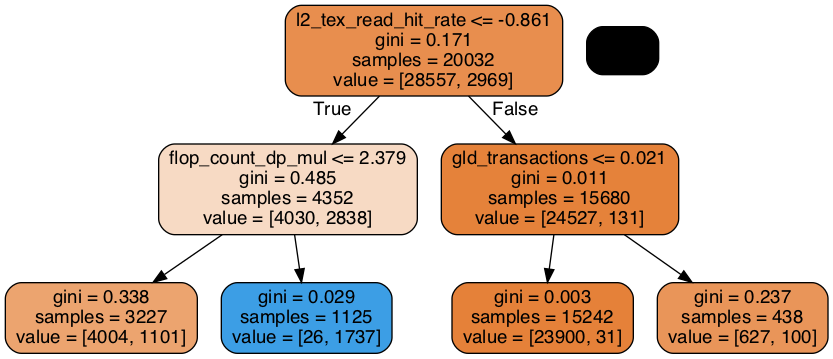 l2_tex_read_hit_rate <= -0.861
gini = 0.171
samples = 20032
value = [28557, 2969]
True
False
flop_count_dp_mul <= 2.379
gini = 0.485
samples = 4352
value = [4030, 2838]
gld_transactions <= 0.021
gini = 0.011
samples = 15680
value = [24527, 131]
gini = 0.338
samples = 3227
value = [4004, 1101]
gini = 0.029
samples = 1125
value = [26, 1737]
gini = 0.003
samples = 15242
value = [23900, 31]
gini = 0.237
samples = 438
value = [627, 100]